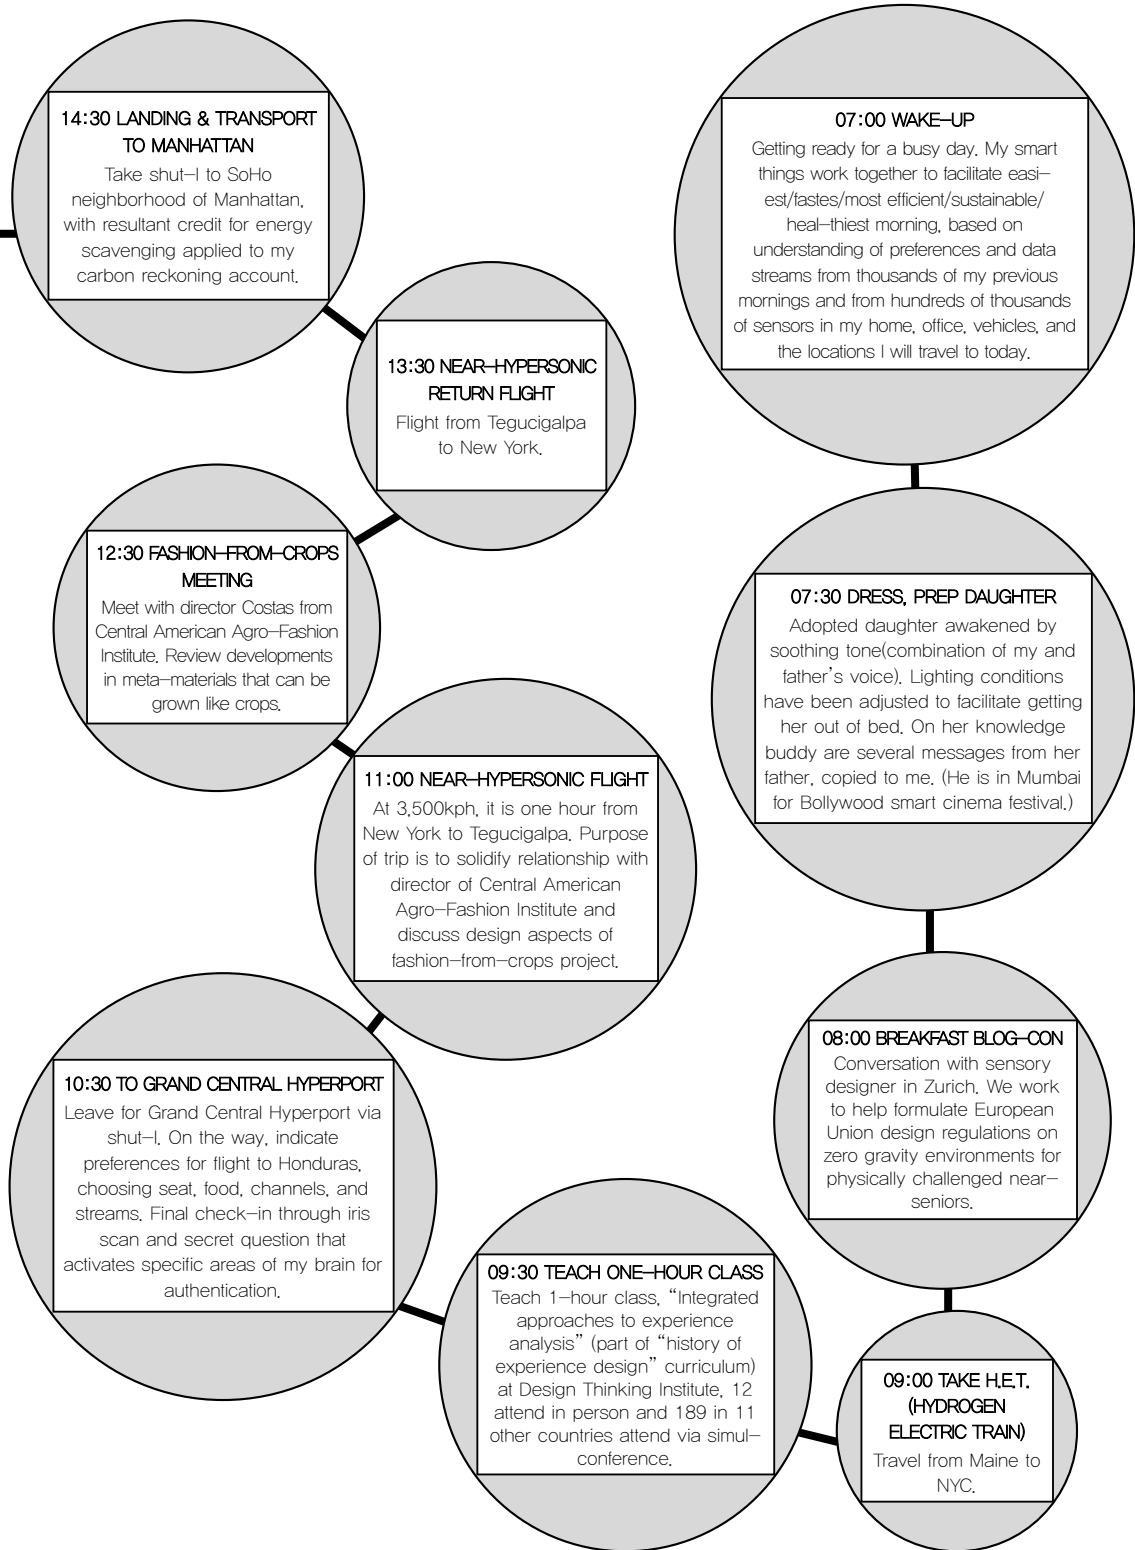 07:00 WAKE-UP
Getting ready for a busy day. My smart
things work together to facilitate easi-
est/fastes/most efficient/sustainable/
heal-thiest morning, based on
understanding of preferences and data
streams from thousands of my previous
mornings and from hundreds of thousands
of sensors in my home, office, vehicles, and
the locations I will travel to today.
07:30 DRESS, PREP DAUGHTER
Adopted daughter awakened by
soothing tone(combination of my and
father's voice). Lighting conditions
have been adjusted to facilitate getting
her out of bed. On her knowledge
buddy are several messages from her
father, copied to me. (He is in Mumbai
for Bollywood smart cinema festival.)
08:00 BREAKFAST BLOG-CON
Conversation with sensory
designer in Zurich. We work
to help formulate European
Union design regulations on
zero gravity environments for
physically challenged near-
seniors.
09:00 TAKE H.E.T.
(HYDROGEN
ELECTRIC TRAIN)
Travel from Maine to
NYC.
09:30 TEACH ONE-HOUR CLASS
Teach 1-hour class, “Integrated
approaches to experience
analysis” (part of “history of
experience design” curriculum)
at Design Thinking Institute, 12
attend in person and 189 in 11
other countries attend via simul-
conference.
10:30 TO GRAND CENTRAL HYPERPORT
Leave for Grand Central Hyperport via
shut-l. On the way, indicate
preferences for flight to Honduras,
choosing seat, food, channels, and
streams. Final check-in through iris
scan and secret question that
activates specific areas of my brain for
authentication.
11:00 NEAR-HYPERSONIC FLIGHT
At 3,500kph, it is one hour from
New York to Tegucigalpa. Purpose
of trip is to solidify relationship with
director of Central American
Agro-Fashion Institute and
discuss design aspects of
fashion-from-crops project.
12:30 FASHION-FROM-CROPS
MEETING
Meet with director Costas from
Central American Agro-Fashion
Institute. Review developments
in meta-materials that can be
grown like crops.
13:30 NEAR-HYPERSONIC
RETURN FLIGHT
Flight from Tegucigalpa
to New York.
14:30 LANDING & TRANSPORT
TO MANHATTAN
Take shut-l to SoHo
neighborhood of Manhattan,
with resultant credit for energy
scavenging applied to my
carbon reckoning account.